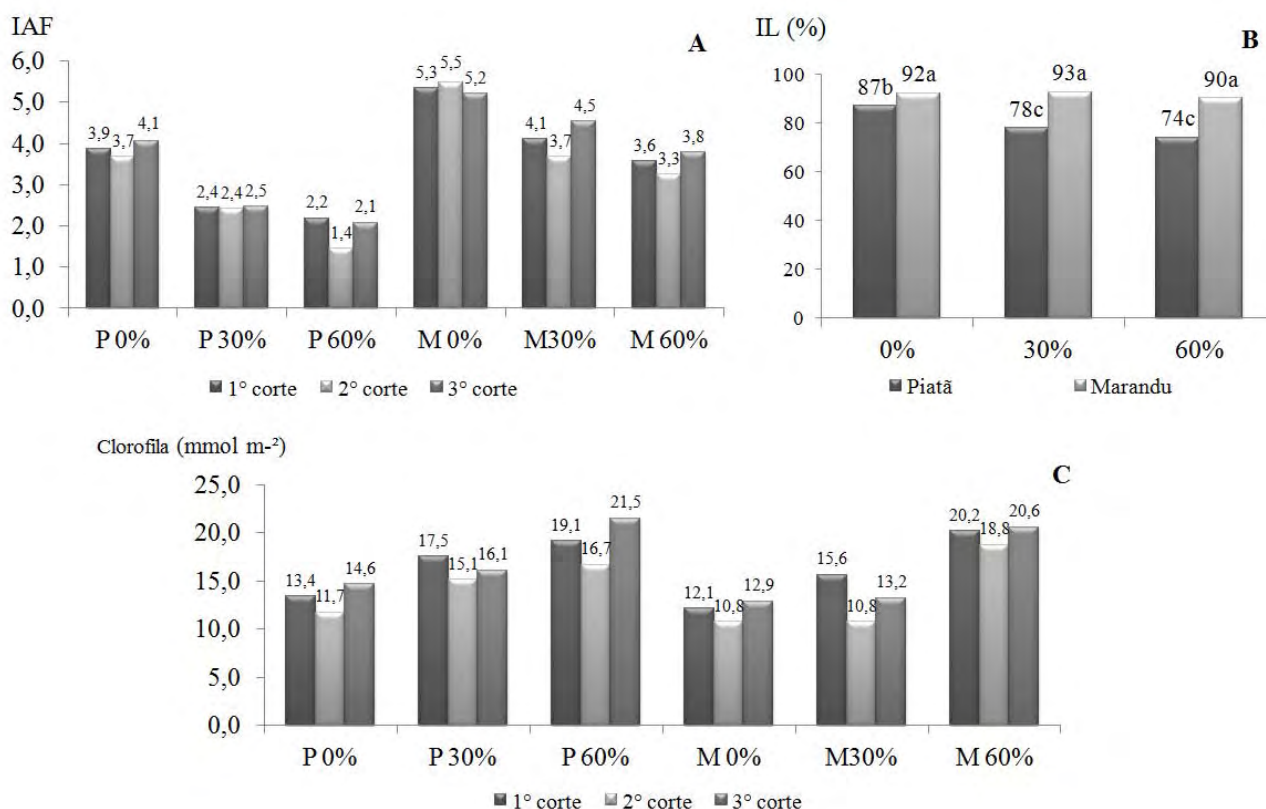 IAF
A
6,0
5,0
4,0
3,0
2,0
1,0
0,0
3,9 3,7 4,1
2,4 2,4 2,5
2,2 1,4 2,1
5,3 5,5 5,2
4,1 3,7 4,5
3,6 3,3 3,8
P 0% P 30% P 60% M 0% M30% M 60%
1° corte 2° corte 3° corte
IL (%)
B
100
80
60
40
20
0
87b 92a
78c 93a
74c 90a
0% 30% 60%
Piatã Marandu
Clorofila (mmol m-²)
C
25,0
20,0
15,0
10,0
5,0
0,0
13,4 11,7 14,6
17,5 15,1 16,1
19,1 16,7 21,5
12,1 10,8 12,9
15,6 10,8 13,2
20,2 18,8 20,6
P 0% P 30% P 60% M 0% M30% M 60%
1° corte 2° corte 3° corte